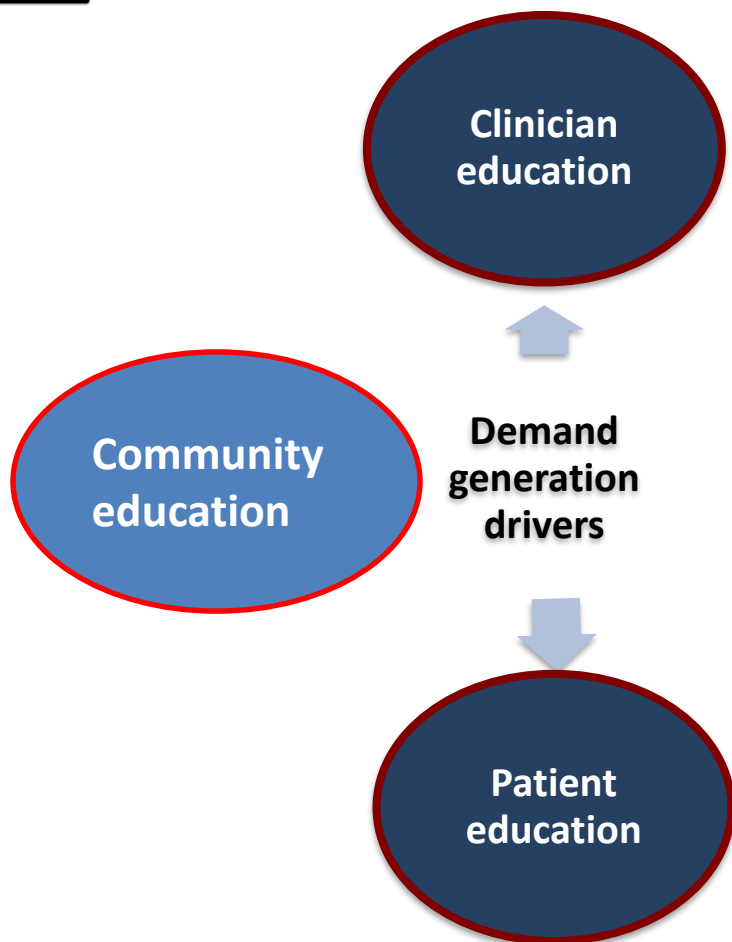 Clinician
education
Community
education
Demand
generation
drivers
Patient
education